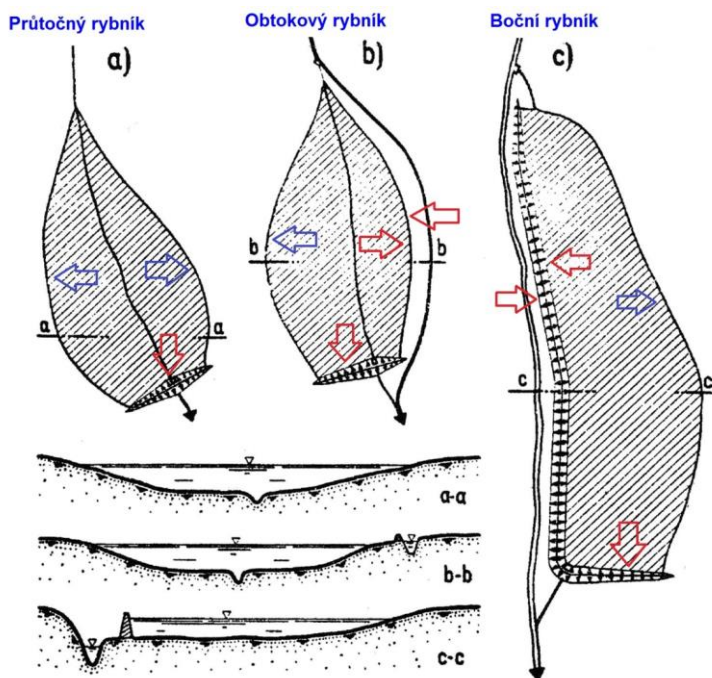 Průtočný rybník
Obtokový rybník
Boční rybník
a)
b)
c)
b
b
a
a
c
c
a-a
b-b
c-c